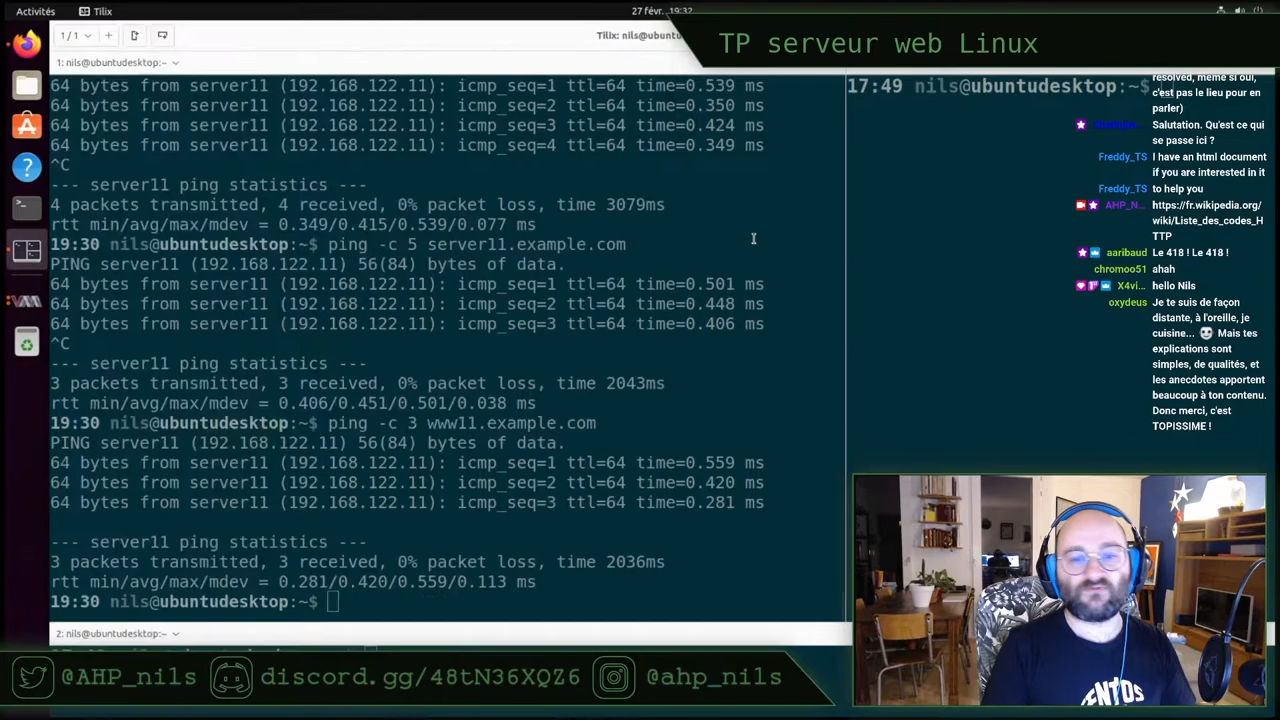 Activités
Tilix
27 févr. 19:32
1 / 1
Tilix: nils@ubuntu
TP serveur web Linux
1: nils@ubuntudesktop:~
64 bytes from server11 (192.168.122.11): icmp_seq=1 ttl=64 time=0.539 ms
64 bytes from server11 (192.168.122.11): icmp_seq=2 ttl=64 time=0.350 ms
64 bytes from server11 (192.168.122.11): icmp_seq=3 ttl=64 time=0.424 ms
64 bytes from server11 (192.168.122.11): icmp_seq=4 ttl=64 time=0.349 ms
^C
--- server11 ping statistics ---
4 packets transmitted, 4 received, 0% packet loss, time 3079ms
rtt min/avg/max/mdev = 0.349/0.415/0.539/0.077 ms
19:30 nils@ubuntudesktop:~$ ping -c 5 server11.example.com
PING server11 (192.168.122.11) 56(84) bytes of data.
64 bytes from server11 (192.168.122.11): icmp_seq=1 ttl=64 time=0.501 ms
64 bytes from server11 (192.168.122.11): icmp_seq=2 ttl=64 time=0.448 ms
64 bytes from server11 (192.168.122.11): icmp_seq=3 ttl=64 time=0.406 ms
^C
--- server11 ping statistics ---
3 packets transmitted, 3 received, 0% packet loss, time 2043ms
rtt min/avg/max/mdev = 0.406/0.451/0.501/0.038 ms
19:30 nils@ubuntudesktop:~$ ping -c 3 www11.example.com
PING server11 (192.168.122.11) 56(84) bytes of data.
64 bytes from server11 (192.168.122.11): icmp_seq=1 ttl=64 time=0.559 ms
64 bytes from server11 (192.168.122.11): icmp_seq=2 ttl=64 time=0.420 ms
64 bytes from server11 (192.168.122.11): icmp_seq=3 ttl=64 time=0.281 ms
--- server11 ping statistics ---
3 packets transmitted, 3 received, 0% packet loss, time 2036ms
rtt min/avg/max/mdev = 0.281/0.420/0.559/0.113 ms
19:30 nils@ubuntudesktop:~$
2: nils@ubuntudesktop:~
17:49 nils@ubuntudesktop:~$
resolved, même si oui,
c'est pas le lieu pour en
parler)
Salutation. Qu'est ce qui
se passe ici ?
Freddy_TS I have an html document
if you are interested in it
Freddy_TS to help you
AHP_N... https://fr.wikipedia.org/
wiki/Liste_des_codes_H
TTP
aaribaud Le 418 ! Le 418 !
chromoo51 ahah
X4vi... hello Nils
oxydeus Je te suis de façon
distante, à l'oreille, je
cuisine... Mais tes
explications sont
simples, de qualités, et
les anecdotes apportent
beaucoup à ton contenu.
Donc merci, c'est
TOPISSIME !
@AHP_nils
discord.gg/48tN36XQZ6
@ahp_nils